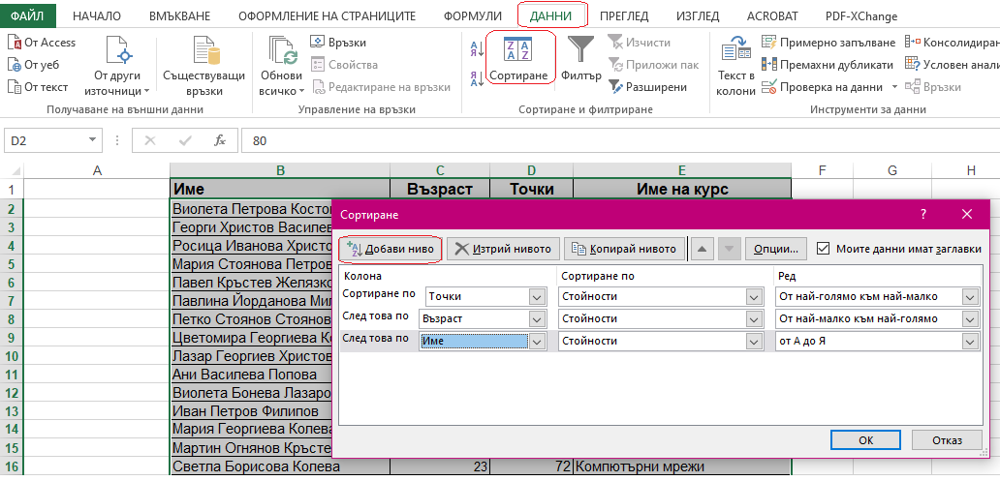 ФАЙЛ НАЧАЛО ВМЪКВАНЕ ОФОРМЛЕНИЕ НА СТРАНИЦИТЕ ФОРМУЛИ ДАННИ ПРЕГЛЕД ИЗГЛЕД ACROBAT PDF-XChange
От Access
От уеб
От текст
От други източници
Съществуващи връзки
Получаване на външни данни
Обнови всичко
Връзки
Свойства
Редактиране на връзки
Управление на връзки
Сортиране
Филтър
Изчисти
Приложи пак
Разширени
Сортиране и филтриране
Текст в колони
Примерно запълване
Премахни дубликати
Проверка на данни
Консолидиран
Условен анали
Връзки
Инструменти за данни
D2 fx 80
A B C D E F G H
1 Име Възраст Точки Име на курс
2 Виолета Петрова Косто
3 Георги Христов Василев
4 Росица Иванова Христо
5 Мария Стоянова Петров
6 Павел Кръстев Желязко
7 Павлина Йорданова Ми
8 Петко Стоянов Стоянов
9 Цветомира Георгиева К
10 Лазар Георгиев Христов
11 Ани Василева Попова
12 Виолета Бонева Лазаро
13 Иван Петров Филипов
14 Мария Георгиева Колева
15 Мартин Огнянов Кръсте
16 Светла Борисова Колева 23 72 Компютърни мрежи
Сортиране ? ×
Добави ниво Изтрий нивото Копирай нивото Опции... Моите данни имат заглавки
Колона Сортиране по Ред
Сортиране по Точки Стойности От най-голямо към най-малко
След това по Възраст Стойности От най-малко към най-голямо
След това по Име Стойности от А до Я
OK Отказ